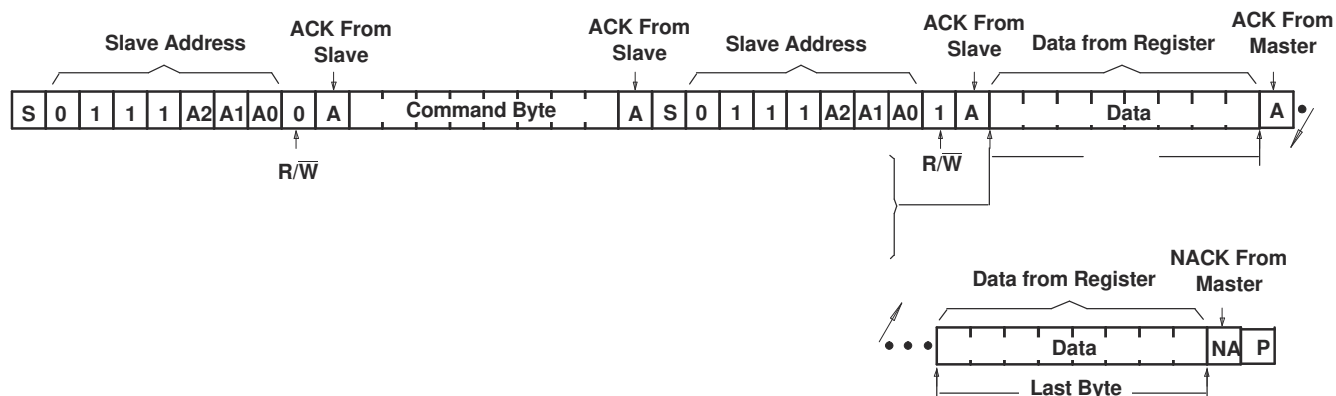 Slave Address
ACK From
Slave
ACK From
Slave
Slave Address
ACK From
Slave
Data from Register
ACK From
Master
S 0 1 1 1 A2 A1 A0 0 A Command Byte A S 0 1 1 1 A2 A1 A0 1 A Data A
R/W̅
R/W̅
Data from Register
NACK From
Master
Data NA P
Last Byte